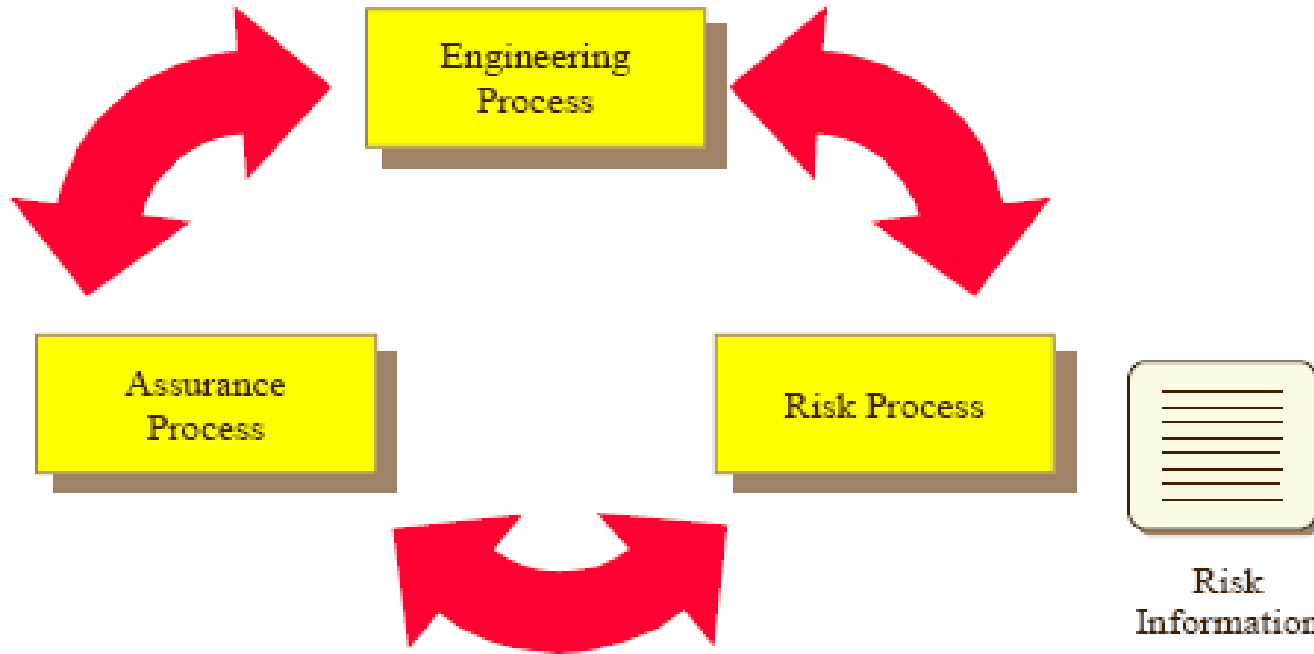 Engineering
Process
Assurance
Process
Risk Process
Risk
Information